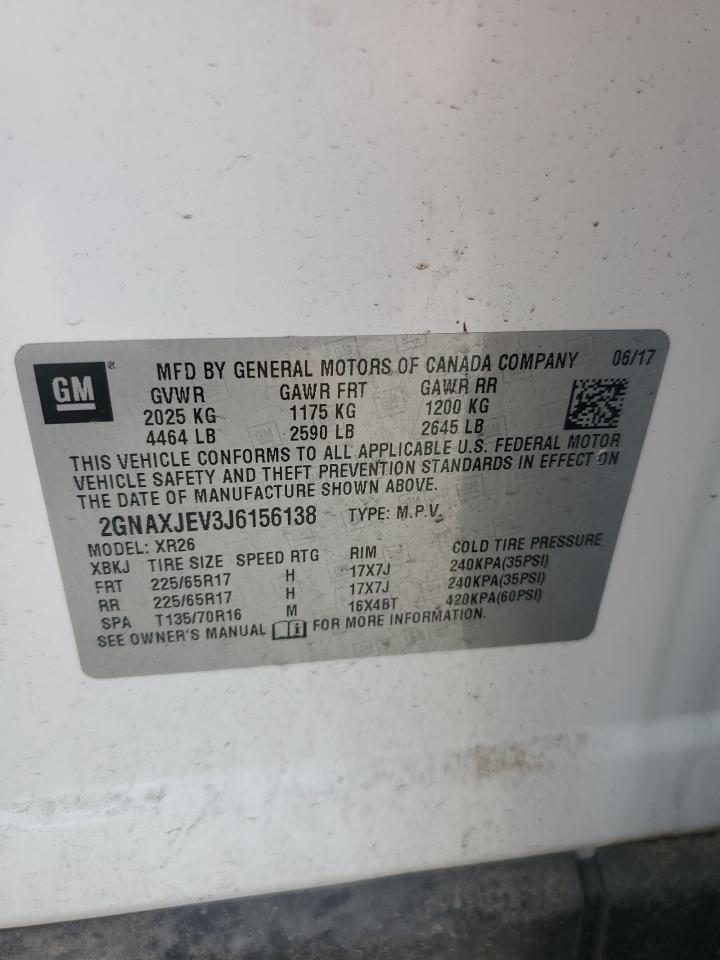 GM ® MFD BY GENERAL MOTORS OF CANADA COMPANY 06/17
GVWR GAWR FRT GAWR RR
2025 KG 1175 KG 1200 KG
4464 LB 2590 LB 2645 LB
THIS VEHICLE CONFORMS TO ALL APPLICABLE U.S. FEDERAL MOTOR
VEHICLE SAFETY AND THEFT PREVENTION STANDARDS IN EFFECT ON
THE DATE OF MANUFACTURE SHOWN ABOVE.
2GNAXJEV3J6156138 TYPE: M.P.V.
MODEL: XR26
XBKJ TIRE SIZE SPEED RTG RIM COLD TIRE PRESSURE
FRT 225/65R17 H 17X7J 240KPA(35PSI)
RR 225/65R17 H 17X7J 240KPA(35PSI)
SPA T135/70R16 M 16X4BT 420KPA(60PSI)
SEE OWNER'S MANUAL FOR MORE INFORMATION.